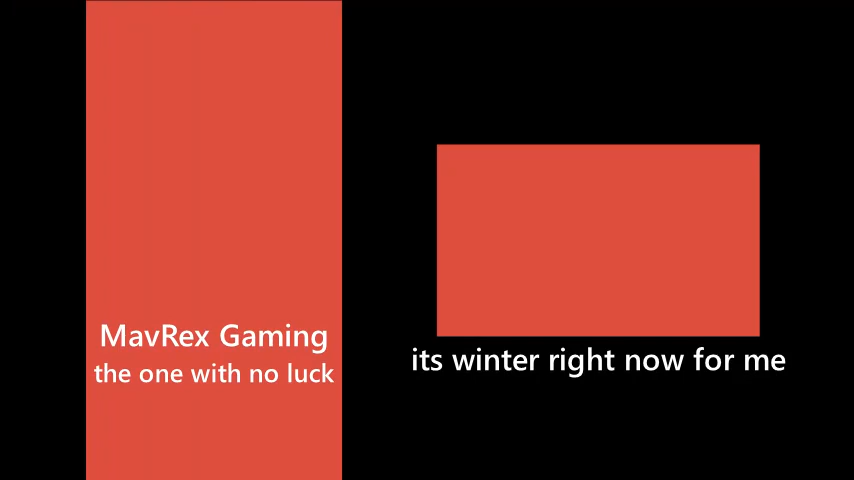 MavRex Gaming
the one with no luck
its winter right now for me